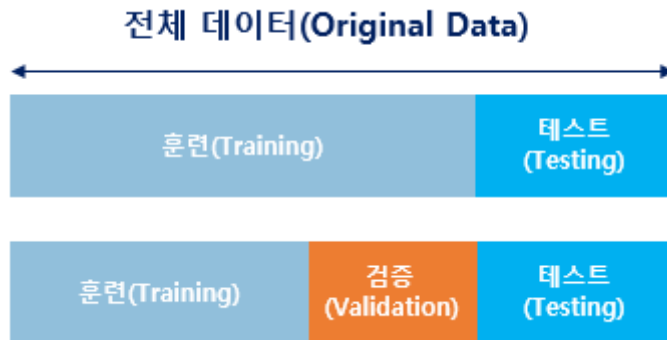 전체 데이터(Original Data)
훈련(Training)
테스트
(Testing)
훈련(Training)
검증
(Validation)
테스트
(Testing)